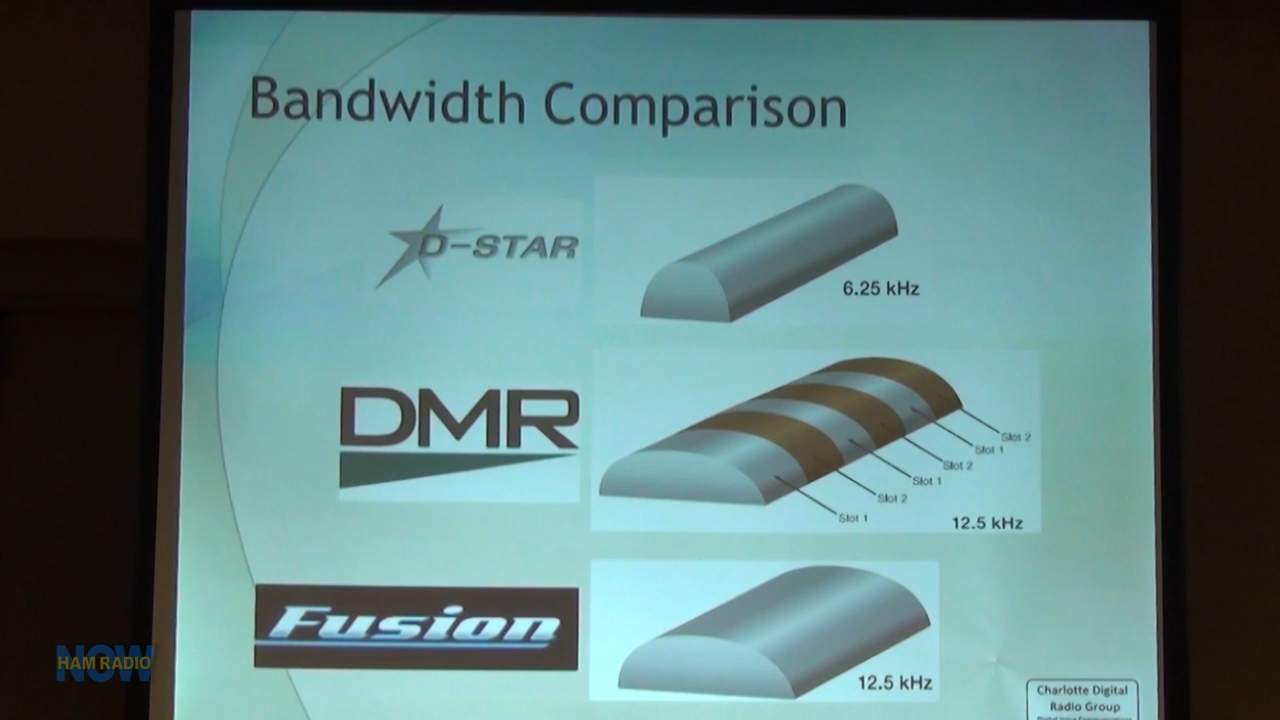 Bandwidth Comparison
D-STAR
6.25 kHz
DMR
Slot 2
Slot 1
Slot 2
Slot 1
Slot 2
Slot 1
12.5 kHz
Fusion
12.5 kHz
NOW
HAM RADIO
Charlotte Digital
Radio Group